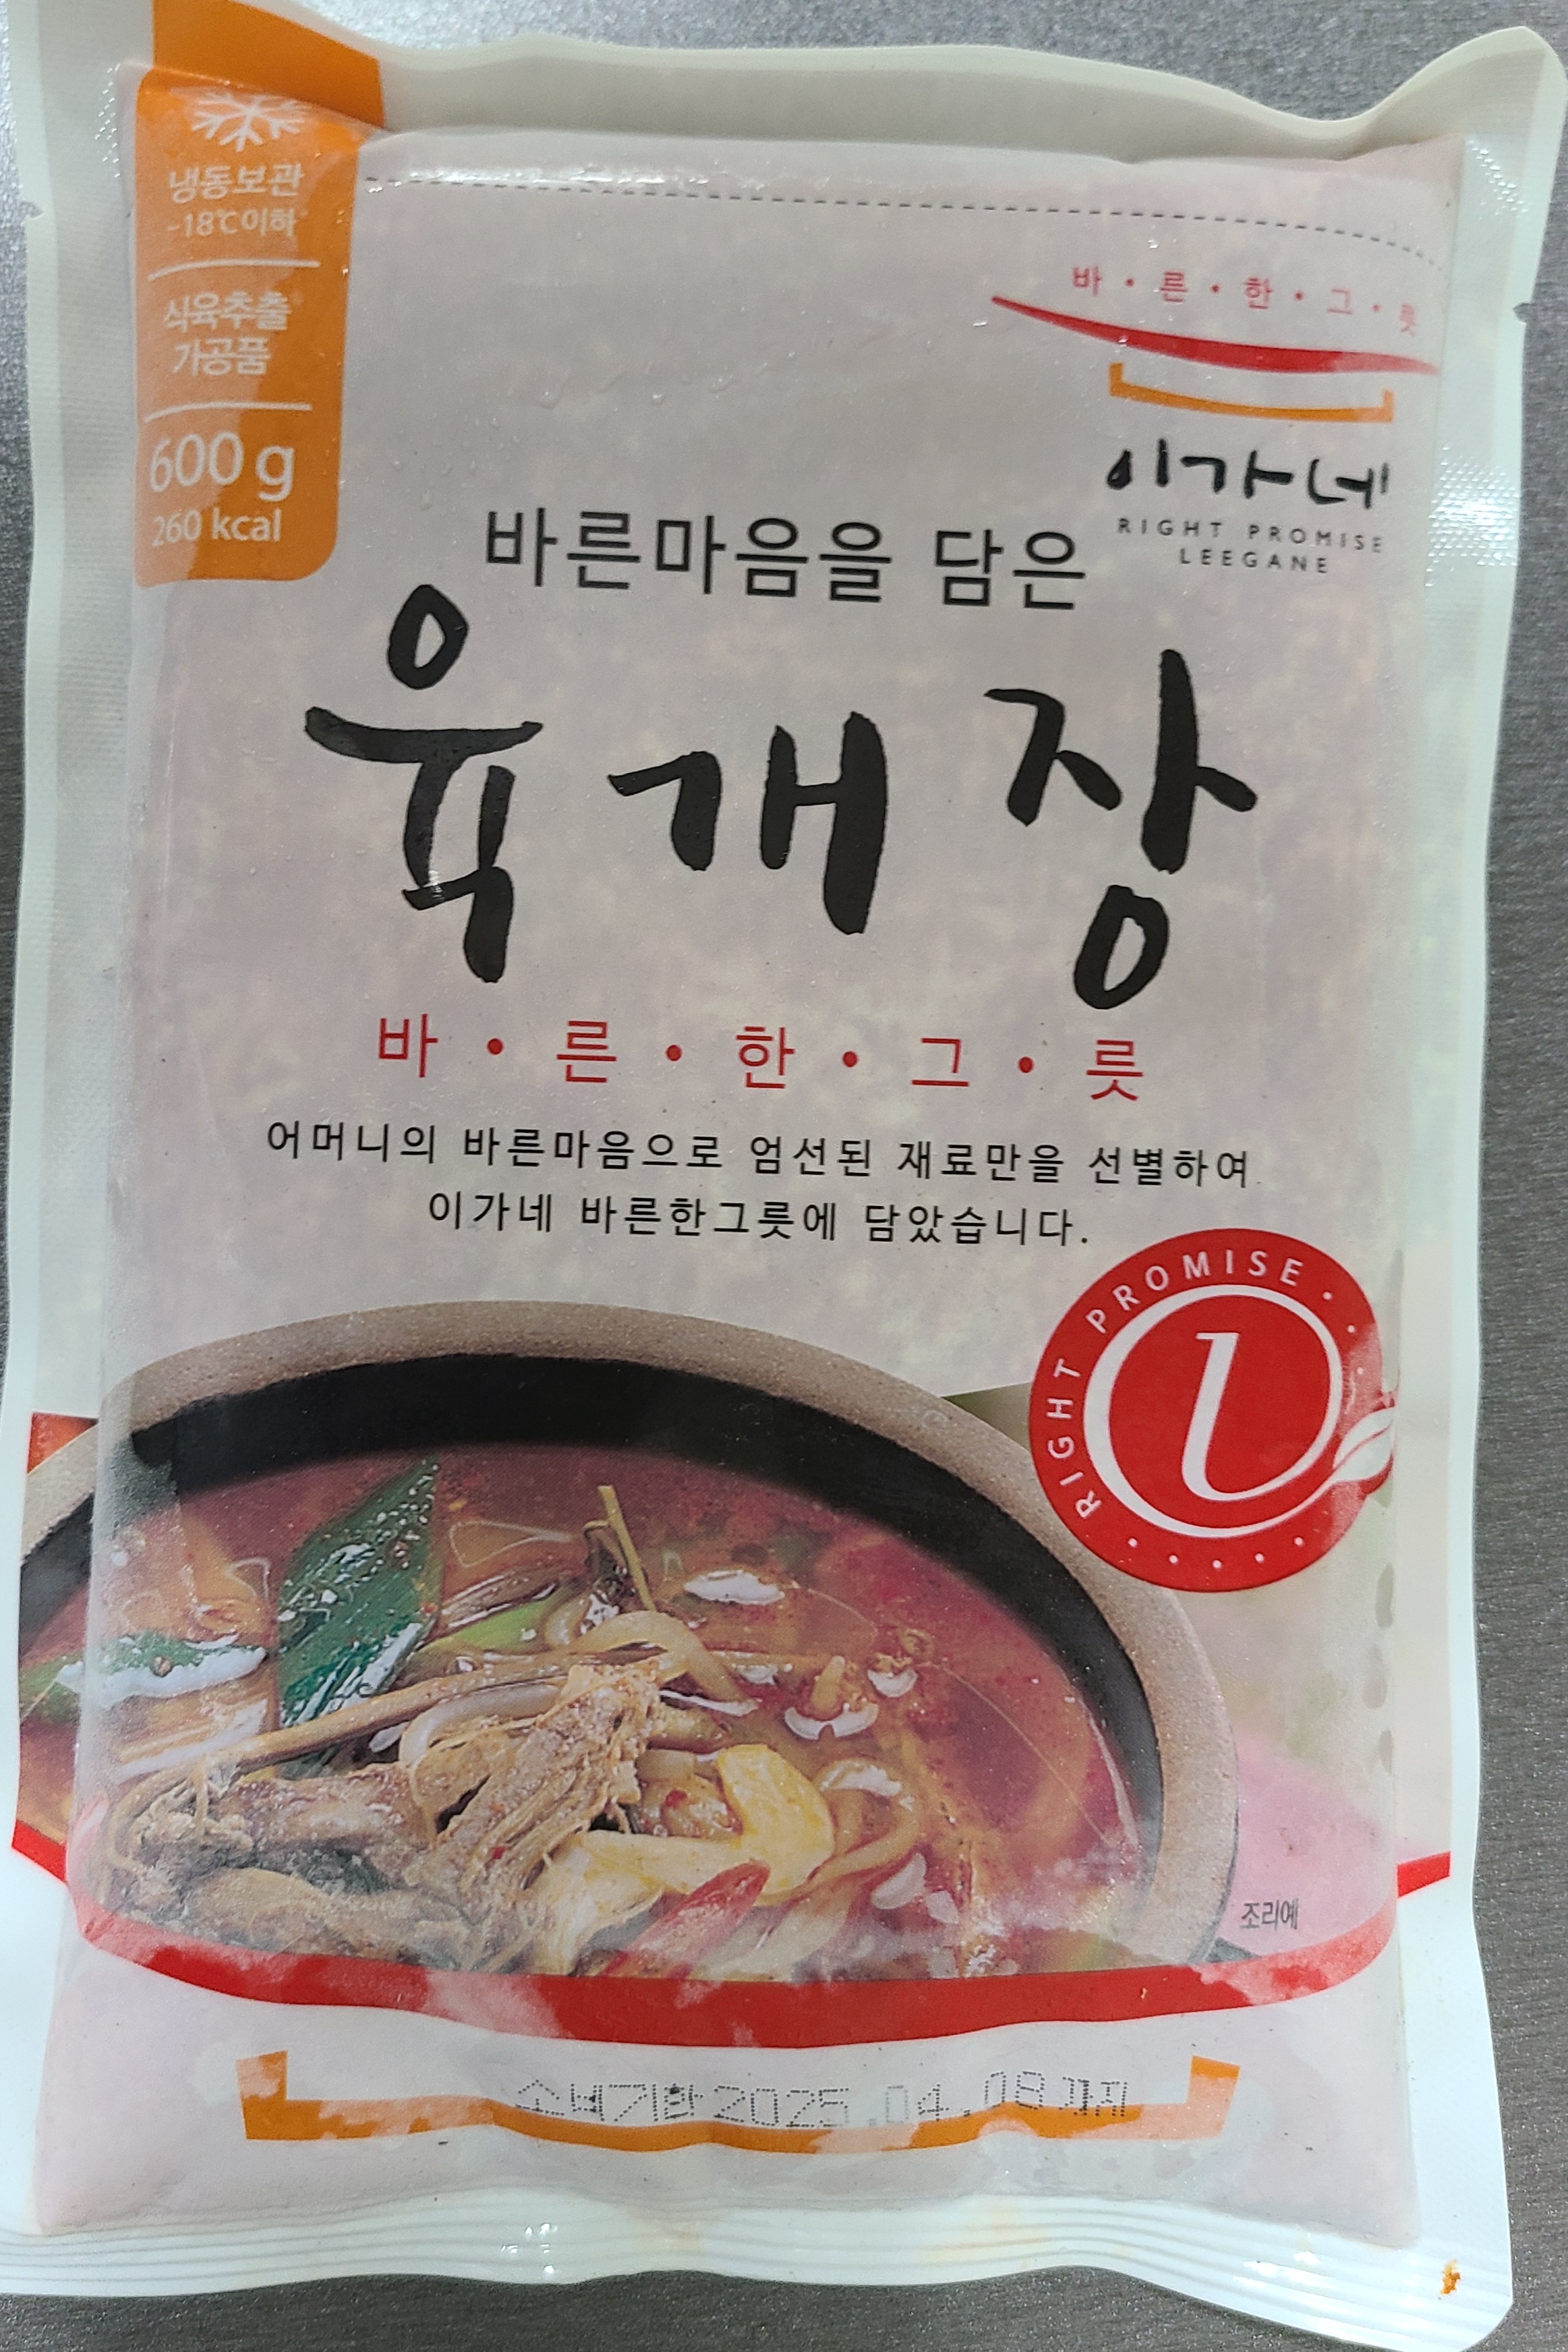 냉동보관
-18℃이하
식육추출
가공품
600 g
260 kcal
바·른·한·그·릇
이가네
RIGHT PROMISE
LEEGANE
바른마음을 담은
육개장
바·른·한·그·릇
어머니의 바른마음으로 엄선된 재료만을 선별하여
이가네 바른한그릇에 담았습니다.
RIGHT PROMISE
l
조리예
소비기한 2025.04.08 까지